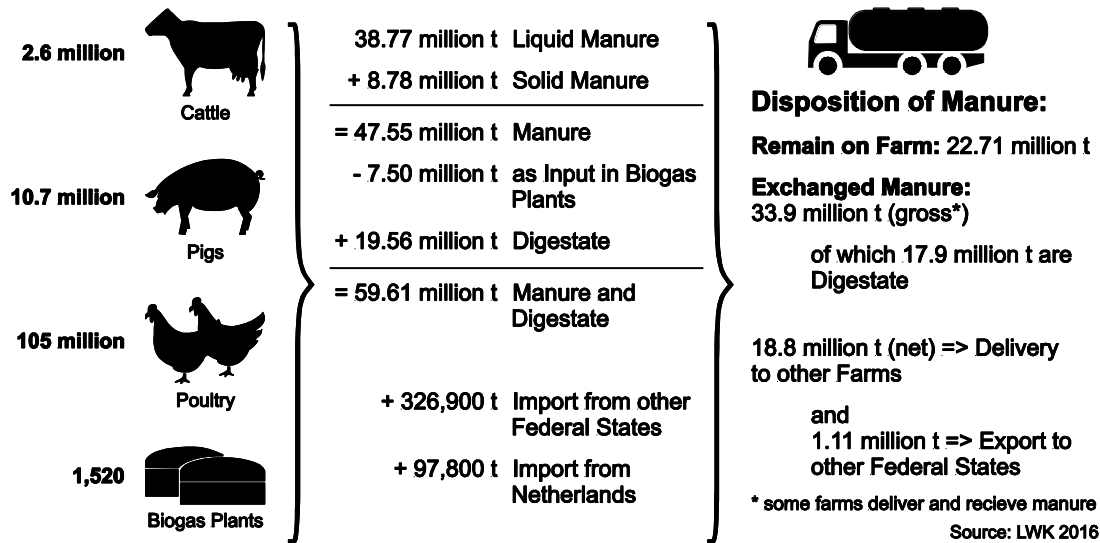 2.6 million
Cattle
10.7 million
Pigs
105 million
Poultry
1,520
Biogas Plants
38.77 million t Liquid Manure
+ 8.78 million t Solid Manure
= 47.55 million t Manure
- 7.50 million t as Input in Biogas
Plants
+ 19.56 million t Digestate
= 59.61 million t Manure and
Digestate
+ 326,900 t Import from other
Federal States
+ 97,800 t Import from
Netherlands
Disposition of Manure:
Remain on Farm: 22.71 million t
Exchanged Manure:
33.9 million t (gross*)
of which 17.9 million t are
Digestate
18.8 million t (net) => Delivery
to other Farms
and
1.11 million t => Export to
other Federal States
* some farms deliver and recieve manure
Source: LWK 2016